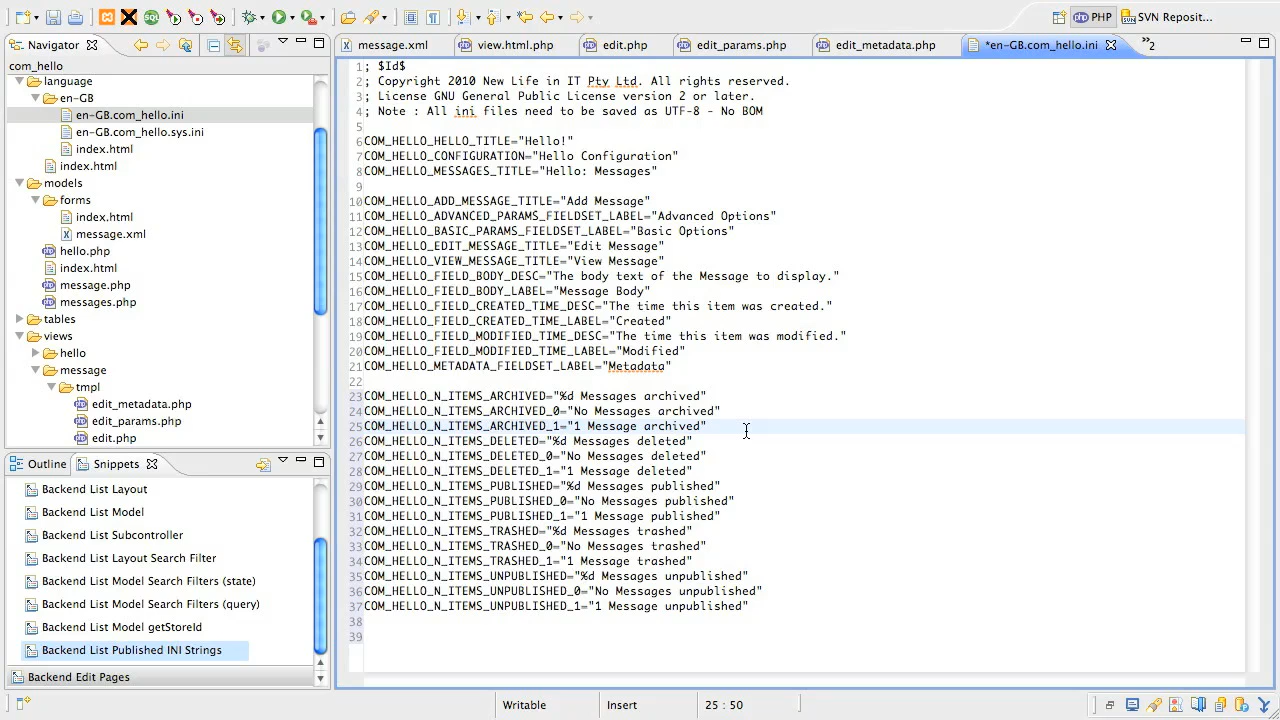 SQL
PHP
SVN Reposit...
Navigator
message.xml
view.html.php
edit.php
edit_params.php
edit_metadata.php
*en-GB.com_hello.ini
»2
com_hello
language
en-GB
en-GB.com_hello.ini
en-GB.com_hello.sys.ini
index.html
index.html
models
forms
index.html
message.xml
hello.php
index.html
message.php
messages.php
tables
views
hello
message
tmpl
edit_metadata.php
edit_params.php
edit.php
1 ; $Id$
2 ; Copyright 2010 New Life in IT Pty Ltd. All rights reserved.
3 ; License GNU General Public License version 2 or later.
4 ; Note : All ini files need to be saved as UTF-8 - No BOM
5
6 COM_HELLO_HELLO_TITLE="Hello!"
7 COM_HELLO_CONFIGURATION="Hello Configuration"
8 COM_HELLO_MESSAGES_TITLE="Hello: Messages"
9
10 COM_HELLO_ADD_MESSAGE_TITLE="Add Message"
11 COM_HELLO_ADVANCED_PARAMS_FIELDSET_LABEL="Advanced Options"
12 COM_HELLO_BASIC_PARAMS_FIELDSET_LABEL="Basic Options"
13 COM_HELLO_EDIT_MESSAGE_TITLE="Edit Message"
14 COM_HELLO_VIEW_MESSAGE_TITLE="View Message"
15 COM_HELLO_FIELD_BODY_DESC="The body text of the Message to display."
16 COM_HELLO_FIELD_BODY_LABEL="Message Body"
17 COM_HELLO_FIELD_CREATED_TIME_DESC="The time this item was created."
18 COM_HELLO_FIELD_CREATED_TIME_LABEL="Created"
19 COM_HELLO_FIELD_MODIFIED_TIME_DESC="The time this item was modified."
20 COM_HELLO_FIELD_MODIFIED_TIME_LABEL="Modified"
21 COM_HELLO_METADATA_FIELDSET_LABEL="Metadata"
22
23 COM_HELLO_N_ITEMS_ARCHIVED="%d Messages archived"
24 COM_HELLO_N_ITEMS_ARCHIVED_0="No Messages archived"
25 COM_HELLO_N_ITEMS_ARCHIVED_1="1 Message archived"
26 COM_HELLO_N_ITEMS_DELETED="%d Messages deleted"
27 COM_HELLO_N_ITEMS_DELETED_0="No Messages deleted"
28 COM_HELLO_N_ITEMS_DELETED_1="1 Message deleted"
29 COM_HELLO_N_ITEMS_PUBLISHED="%d Messages published"
30 COM_HELLO_N_ITEMS_PUBLISHED_0="No Messages published"
31 COM_HELLO_N_ITEMS_PUBLISHED_1="1 Message published"
32 COM_HELLO_N_ITEMS_TRASHED="%d Messages trashed"
33 COM_HELLO_N_ITEMS_TRASHED_0="No Messages trashed"
34 COM_HELLO_N_ITEMS_TRASHED_1="1 Message trashed"
35 COM_HELLO_N_ITEMS_UNPUBLISHED="%d Messages unpublished"
36 COM_HELLO_N_ITEMS_UNPUBLISHED_0="No Messages unpublished"
37 COM_HELLO_N_ITEMS_UNPUBLISHED_1="1 Message unpublished"
38
39
Outline
Snippets
Backend List Layout
Backend List Model
Backend List Subcontroller
Backend List Layout Search Filter
Backend List Model Search Filters (state)
Backend List Model Search Filters (query)
Backend List Model getStoreId
Backend List Published INI Strings
Backend Edit Pages
Writable
Insert
25 : 50